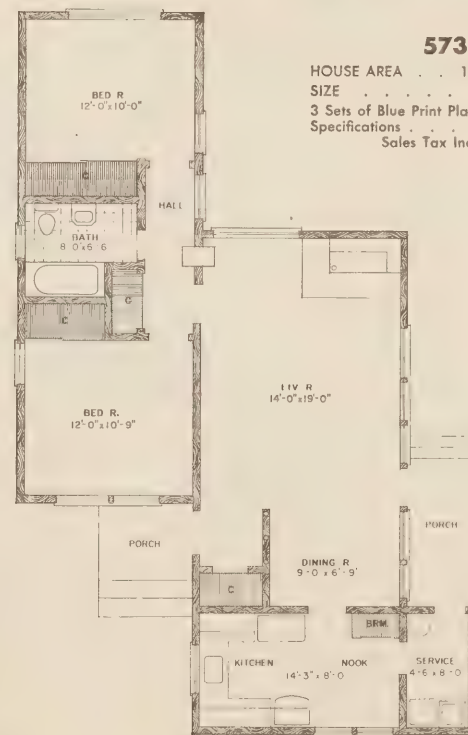 573
HOUSE AREA . . 1
SIZE . . . . .
3 Sets of Blue Print Pla
Specifications . . .
Sales Tax Inc
BED R
12'-0"x10'-0"
C
HALL
BATH
8'0x6'6
C
C
LIV R
14'-0"x19'-0"
BED R.
12'-0"x10'-9"
PORCH
PORCH
DINING R
9-0 x 6'-9'
C
BRM.
KITCHEN
NOOK
14'-3" x 8'-0
SERVICE
4-6 x 8-0